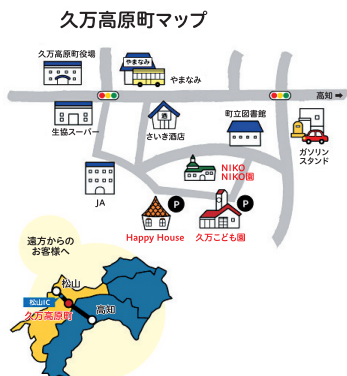 久万高原町マップ
久万高原町役場
やまなみ
やまなみ
高知
生協スーパー
さいき酒店
酒
町立図書館
ガソリン
スタンド
JA
NIKO
NIKO園
P
P
Happy House
久万こども園
遠方からの
お客様へ
松山
松山IC
高知
久万高原町